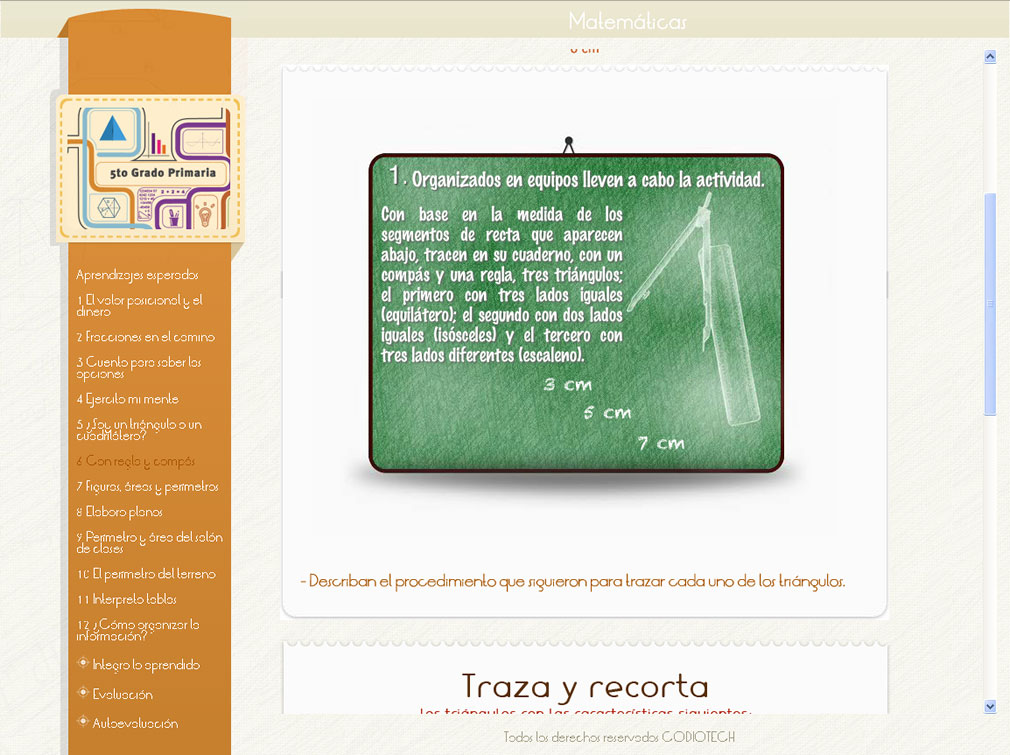 Matemáticas
5to Grado Primaria
Aprendizajes esperados
1 El valor posicional y el
dinero
2 Fracciones en el camino
3 Cuento para saber las
opciones
4 Ejercito mi mente
5 ¿Soy un triángulo o un
cuadrilátero?
6 Con regla y compás
7 Figuras, áreas y perímetros
8 Elaboro planos
9 Perímetro y área del salón
de clases
10 El perímetro del terreno
11 Interpreto tablas
12 ¿Cómo organizar la
información?
Integro lo aprendido
Evaluación
Autoevaluación
1. Organizados en equipos lleven a cabo la actividad.
Con base en la medida de los
segmentos de recta que aparecen
abajo, tracen en su cuaderno, con un
compás y una regla, tres triángulos;
el primero con tres lados iguales
(equilátero); el segundo con dos lados
iguales (isósceles) y el tercero con
tres lados diferentes (escaleno).
3 cm
5 cm
7 cm
- Describan el procedimiento que siguieron para trazar cada uno de los triángulos.
Traza y recorta
Los triángulos con las características siguientes:
Todos los derechos reservados CODIOTECH